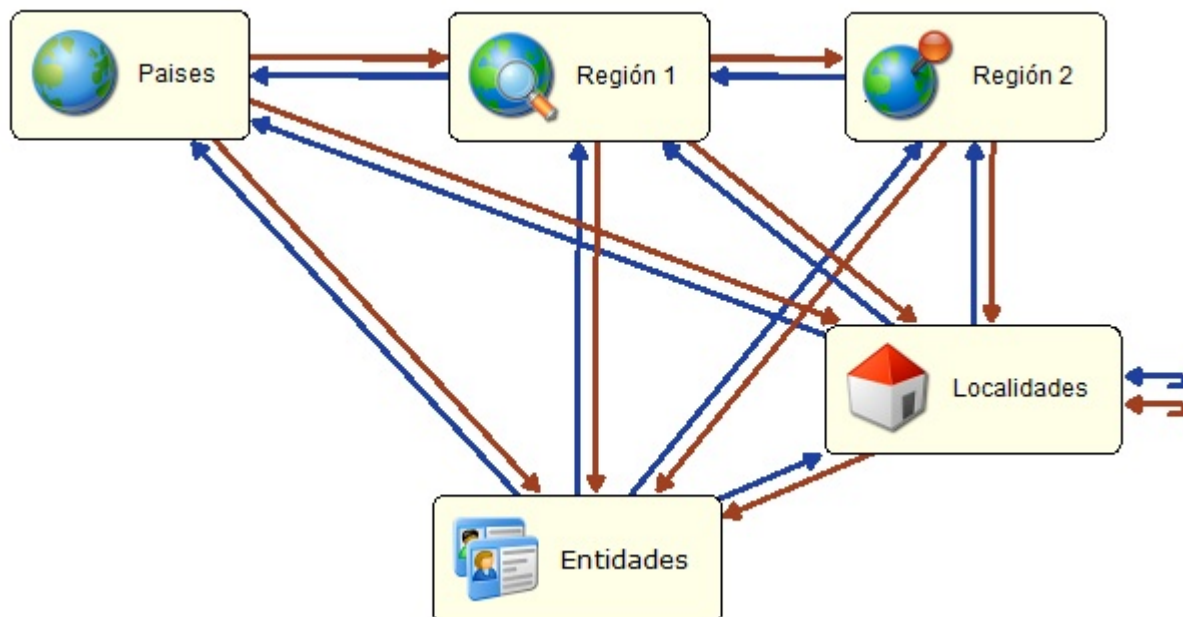 Paises
Región 1
Región 2
Localidades
Entidades